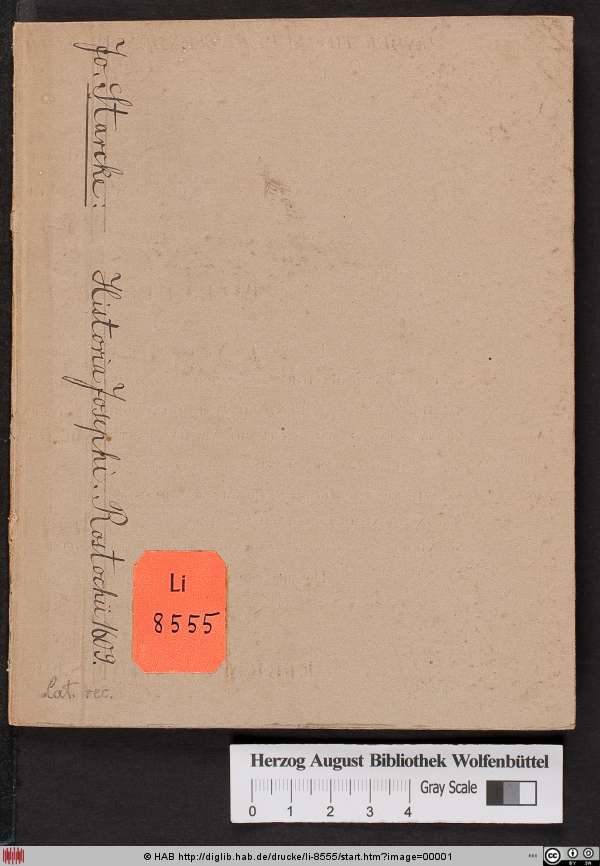 Jo. Starcke: Historia Josephi. Rostochii 1609.
Li
8555
Lat. rec.
Herzog August Bibliothek Wolfenbüttel
Gray Scale
0 1 2 3 4
© HAB http://diglib.hab.de/drucke/li-8555/start.htm?image=00001